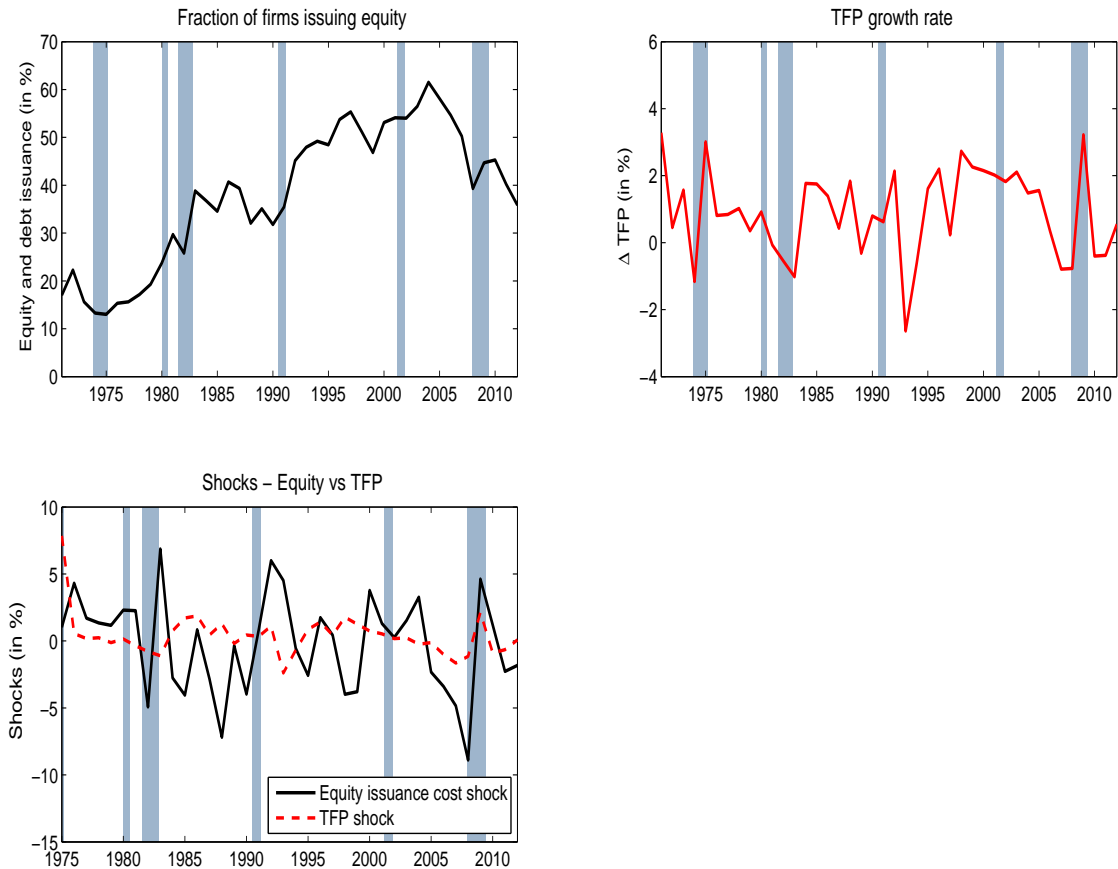 Fraction of firms issuing equity
Equity and debt issuance (in %)
70
60
50
40
30
20
10
0
1975 1980 1985 1990 1995 2000 2005 2010
TFP growth rate
Δ TFP (in %)
6
4
2
0
−2
−4
1975 1980 1985 1990 1995 2000 2005 2010
Shocks − Equity vs TFP
Shocks (in %)
10
5
0
−5
−10
−15
1975 1980 1985 1990 1995 2000 2005 2010
Equity issuance cost shock
TFP shock